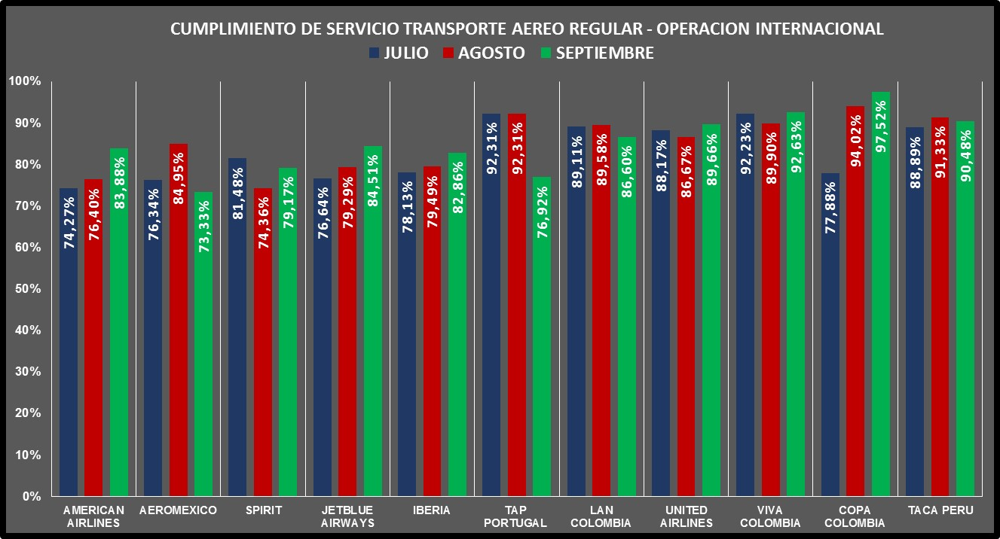 CUMPLIMIENTO DE SERVICIO TRANSPORTE AEREO REGULAR - OPERACION INTERNACIONAL
JULIO AGOSTO SEPTIEMBRE
100%
90%
80%
70%
60%
50%
40%
30%
20%
10%
0%
74,27%
76,40%
83,88%
76,34%
84,95%
73,33%
81,48%
74,36%
79,17%
76,64%
79,29%
84,51%
78,13%
79,49%
82,86%
92,31%
92,31%
76,92%
89,11%
89,58%
86,60%
88,17%
86,67%
89,66%
92,23%
89,90%
92,63%
77,88%
94,02%
97,52%
88,89%
91,33%
90,48%
AMERICAN
AIRLINES
AEROMEXICO
SPIRIT
JETBLUE
AIRWAYS
IBERIA
TAP
PORTUGAL
LAN
COLOMBIA
UNITED
AIRLINES
VIVA
COLOMBIA
COPA
COLOMBIA
TACA PERU